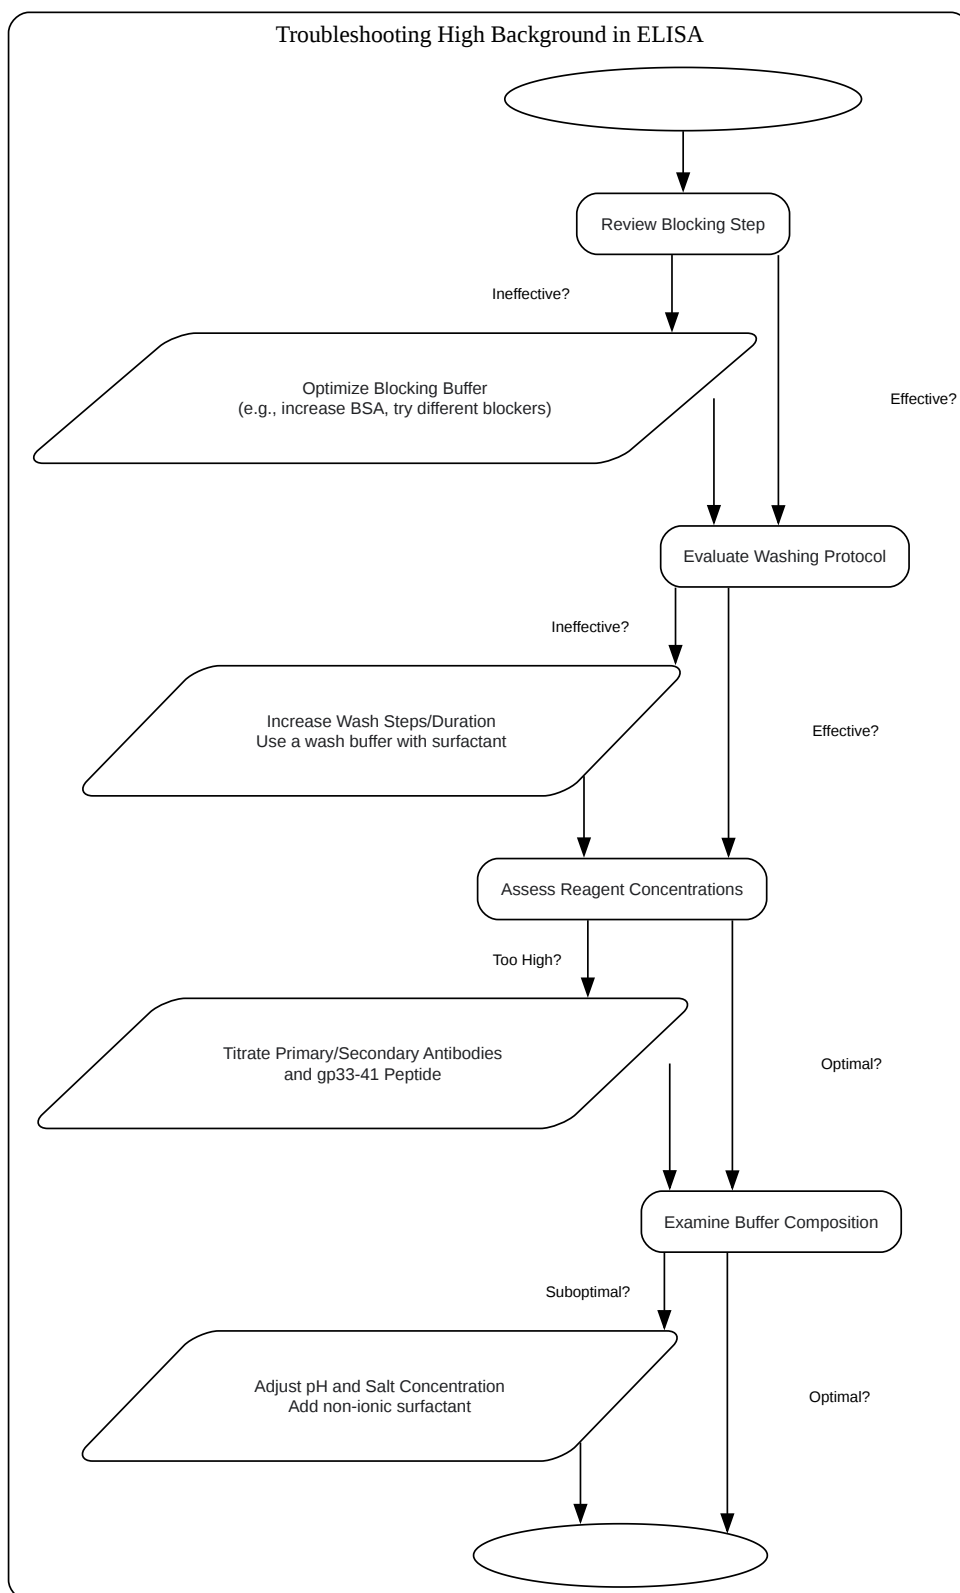 Troubleshooting High Background in ELISA
Review Blocking Step
Ineffective?
Optimize Blocking Buffer
(e.g., increase BSA, try different blockers)
Effective?
Evaluate Washing Protocol
Ineffective?
Increase Wash Steps/Duration
Use a wash buffer with surfactant
Effective?
Assess Reagent Concentrations
Too High?
Titrate Primary/Secondary Antibodies
and gp33-41 Peptide
Optimal?
Examine Buffer Composition
Suboptimal?
Adjust pH and Salt Concentration
Add non-ionic surfactant
Optimal?